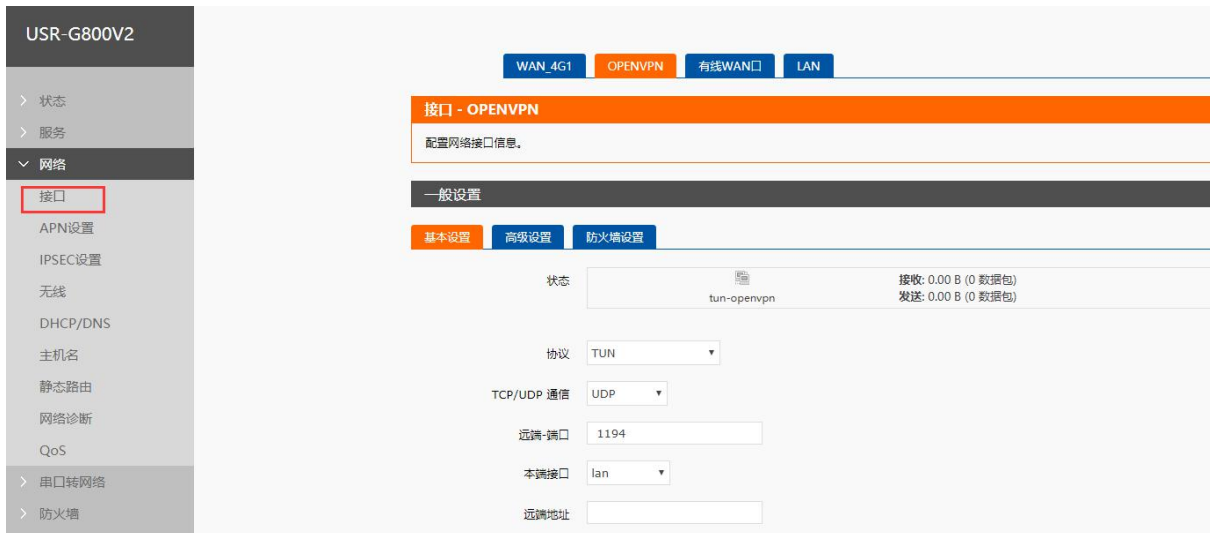 USR-G800V2
状态
服务
网络
接口
APN设置
IPSEC设置
无线
DHCP/DNS
主机名
静态路由
网络诊断
QoS
串口转网络
防火墙
WAN_4G1 OPENVPN 有线WAN口 LAN
接口 - OPENVPN
配置网络接口信息。
一般设置
基本设置 高级设置 防火墙设置
状态 tun-openvpn 接收: 0.00 B (0 数据包)
发送: 0.00 B (0 数据包)
协议 TUN
TCP/UDP 通信 UDP
远端-端口 1194
本端接口 lan
远端地址